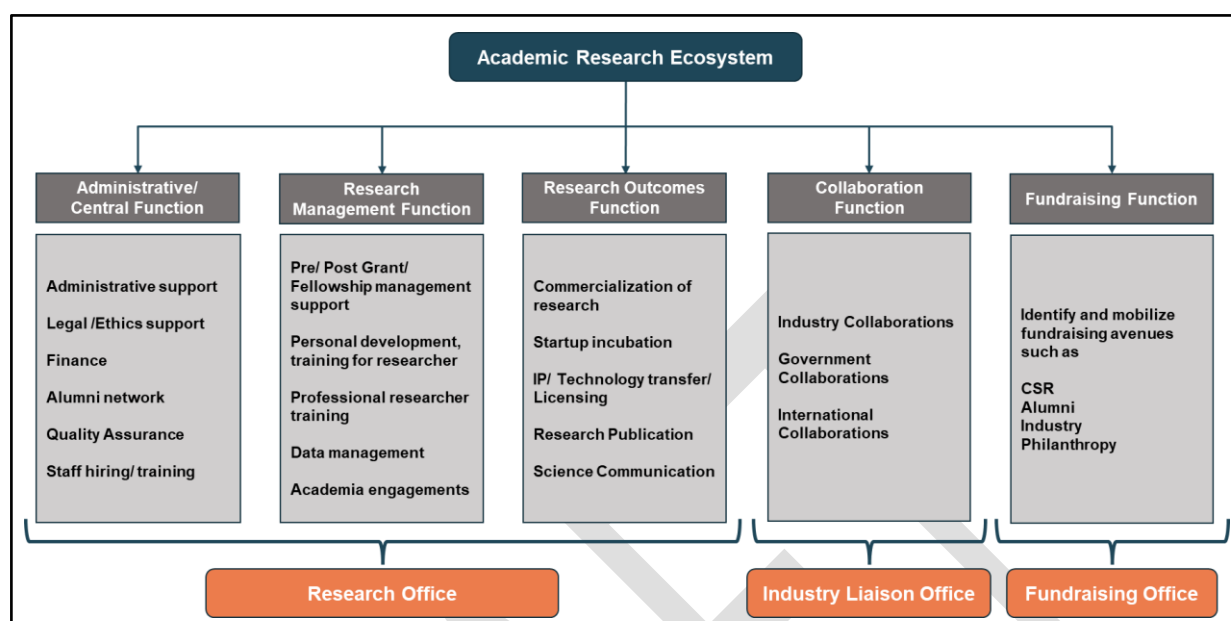 Academic Research Ecosystem
Administrative/
Central Function
Administrative support
Legal /Ethics support
Finance
Alumni network
Quality Assurance
Staff hiring/ training
Research
Management Function
Pre/ Post Grant/
Fellowship management
support
Personal development,
training for researcher
Professional researcher
training
Data management
Academia engagements
Research Outcomes
Function
Commercialization of
research
Startup incubation
IP/ Technology transfer/
Licensing
Research Publication
Science Communication
Collaboration
Function
Industry Collaborations
Government
Collaborations
International
Collaborations
Fundraising Function
Identify and mobilize
fundraising avenues
such as
CSR
Alumni
Industry
Philanthropy
Research Office
Industry Liaison Office
Fundraising Office